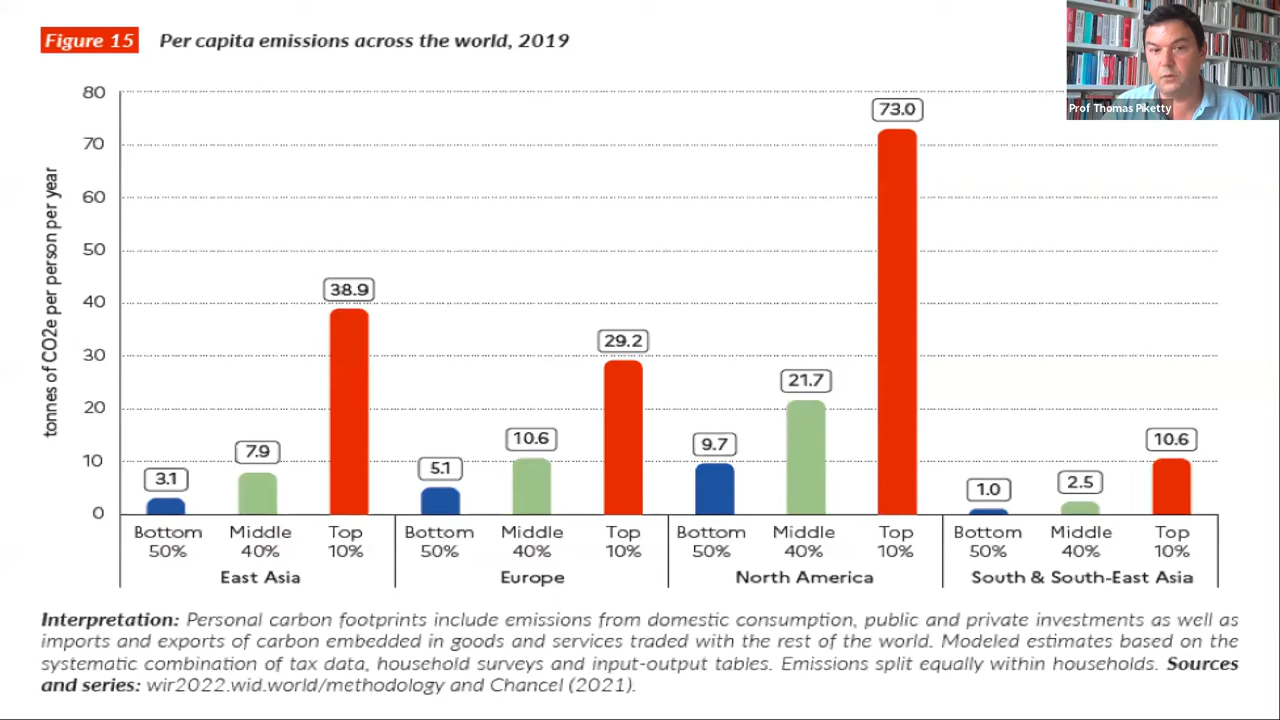 Figure 15 Per capita emissions across the world, 2019
Prof Thomas Piketty
tonnes of CO2e per person per year
80
70
60
50
40
30
20
10
0
3.1
7.9
38.9
5.1
10.6
29.2
9.7
21.7
73.0
1.0
2.5
10.6
Bottom Middle Top Bottom Middle Top Bottom Middle Top Bottom Middle Top
50% 40% 10% 50% 40% 10% 50% 40% 10% 50% 40% 10%
East Asia Europe North America South & South-East Asia
Interpretation: Personal carbon footprints include emissions from domestic consumption, public and private investments as well as
imports and exports of carbon embedded in goods and services traded with the rest of the world. Modeled estimates based on the
systematic combination of tax data, household surveys and input-output tables. Emissions split equally within households. Sources
and series: wir2022.wid.world/methodology and Chancel (2021).